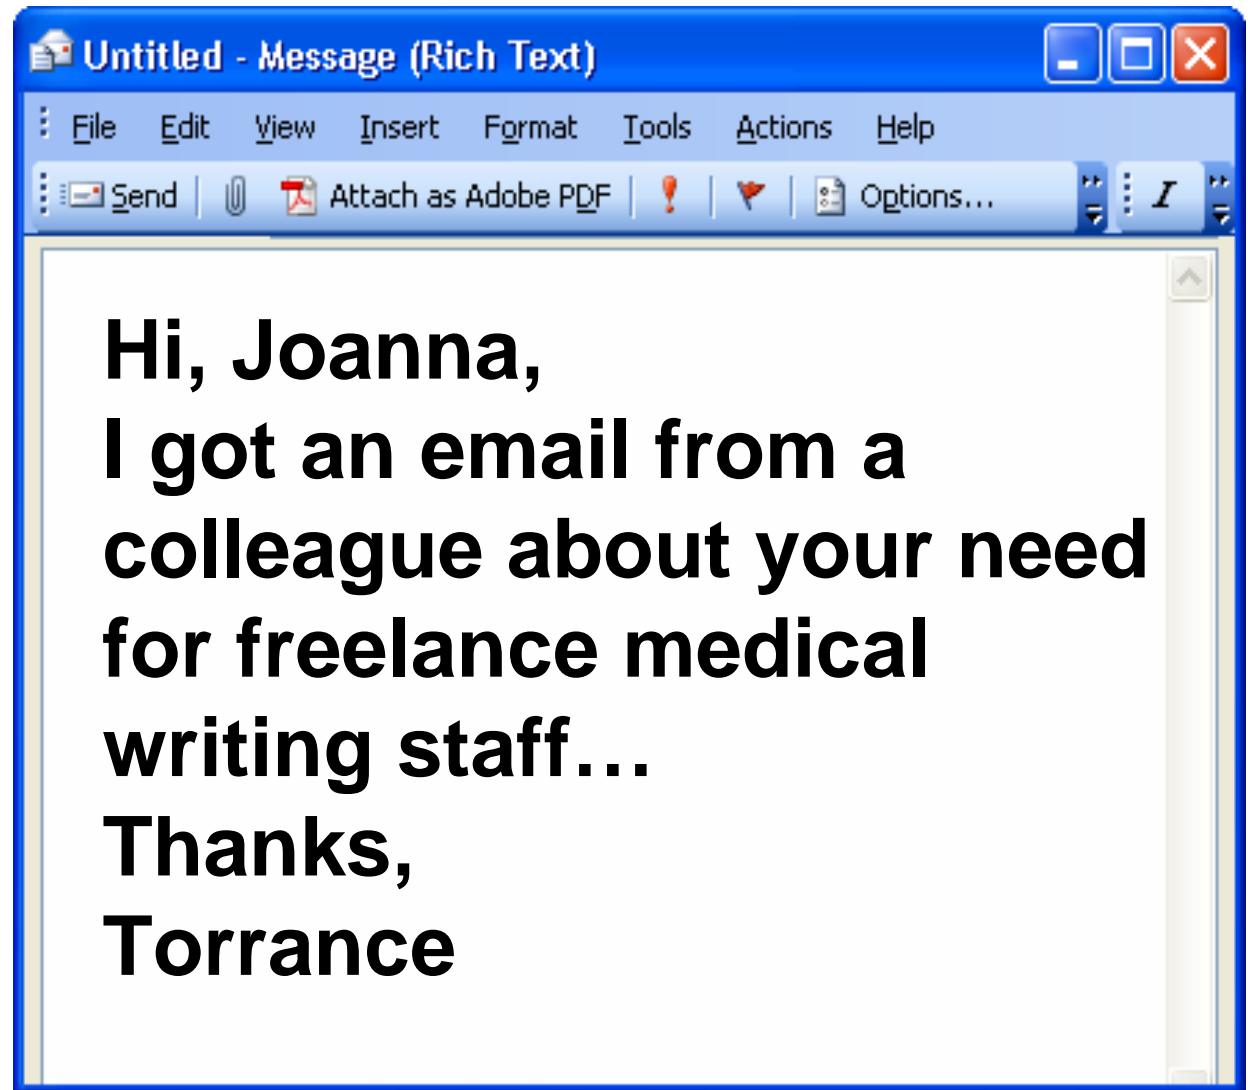 Untitled - Message (Rich Text)
File Edit View Insert Format Tools Actions Help
Send Attach as Adobe PDF Options... I
Hi, Joanna,
I got an email from a
colleague about your need
for freelance medical
writing staff…
Thanks,
Torrance